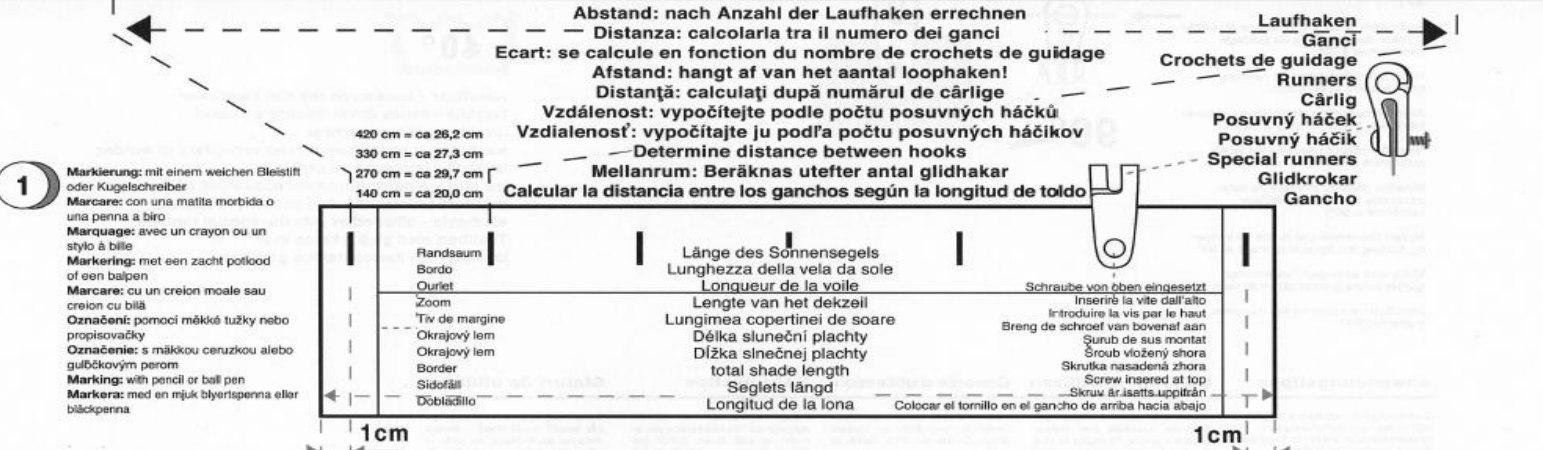 Abstand: nach Anzahl der Laufhaken errechnen
Distanza: calcolarla tra il numero dei ganci
Ecart: se calcule en fonction du nombre de crochets de guidage
Afstand: hangt af van het aantal loophaken!
Distanţă: calculaţi după numărul de cârlige
Vzdálenost: vypočítejte podle počtu posuvných háčků
Vzdialenosť: vypočítajte ju podľa počtu posuvných háčikov
Determine distance between hooks
Mellanrum: Beräknas utefter antal glidhakar
Calcular la distancia entre los ganchos según la longitud de toldo
Laufhaken
Ganci
Crochets de guidage
Runners
Cârlig
Posuvný háček
Posuvný háčik
Special runners
Glidkrokar
Gancho
420 cm = ca 26,2 cm
330 cm = ca 27,3 cm
270 cm = ca 29,7 cm
140 cm = ca 20,0 cm
1
Markierung: mit einem weichen Bleistift
oder Kugelschreiber
Marcare: con una matita morbida o
una penna a biro
Marquage: avec un crayon ou un
stylo à bille
Markering: met een zacht potlood
of een balpen
Marcare: cu un creion moale sau
creion cu bilă
Označení: pomocí měkké tužky nebo
propisovačky
Označenie: s mäkkou ceruzkou alebo
guľôčkovým perom
Marking: with pencil or ball pen
Markera: med en mjuk blyertspenna eller
bläckpenna
Randsaum
Bordo
Ourlet
Zoom
Tiv de margine
Okrajový lem
Okrajový lem
Border
Sidofåll
Dobladillo
Länge des Sonnensegels
Lunghezza della vela da sole
Longueur de la voile
Lengte van het dekzeil
Lungimea copertinei de soare
Délka sluneční plachty
Dĺžka slnečnej plachty
total shade length
Seglets längd
Longitud de la lona
Schraube von oben eingesetzt
Inserire la vite dall'alto
Introduire la vis par le haut
Breng de schroef van bovenaf aan
Şurub de sus montat
Šroub vložený shora
Skrutka nasadená zhora
Screw inserted at top
Skruv är isatts uppifrån
Colocar el tornillo en el gancho de arriba hacia abajo
1cm
1cm